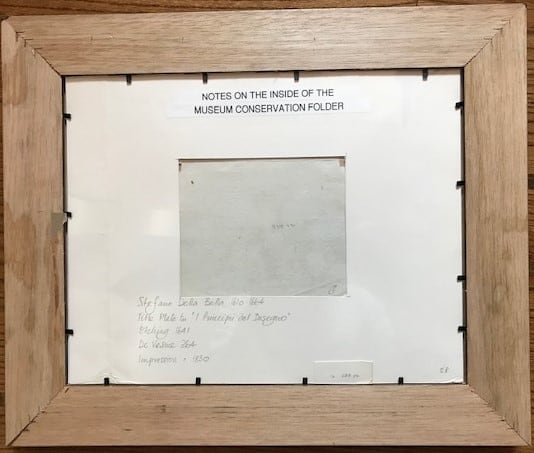 NOTES ON THE INSIDE OF THE
MUSEUM CONSERVATION FOLDER
Stefano Della Bella 1610 1664
Title Plate to "I Principii del Disegno"
Etching 1641
De Vesme 364
Impression